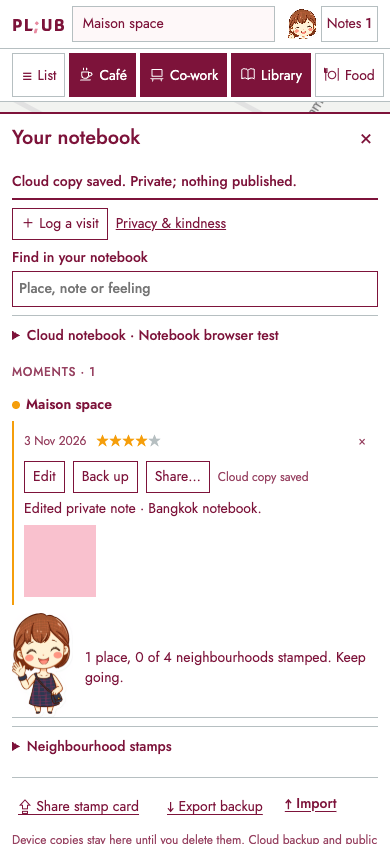 PL;UB
Maison space
Notes 1
≡ List
Café
Co-work
Library
Food
Your notebook
×
Cloud copy saved. Private; nothing published.
+ Log a visit
Privacy & kindness
Find in your notebook
Place, note or feeling
▶ Cloud notebook · Notebook browser test
MOMENTS · 1
Maison space
3 Nov 2026 ★★★★★ ×
Edit
Back up
Share...
Cloud copy saved
Edited private note · Bangkok notebook.
1 place, 0 of 4 neighbourhoods stamped. Keep
going.
▶ Neighbourhood stamps
Share stamp card
↓ Export backup
↑ Import
Device copies stay here until you delete them. Cloud backup and public